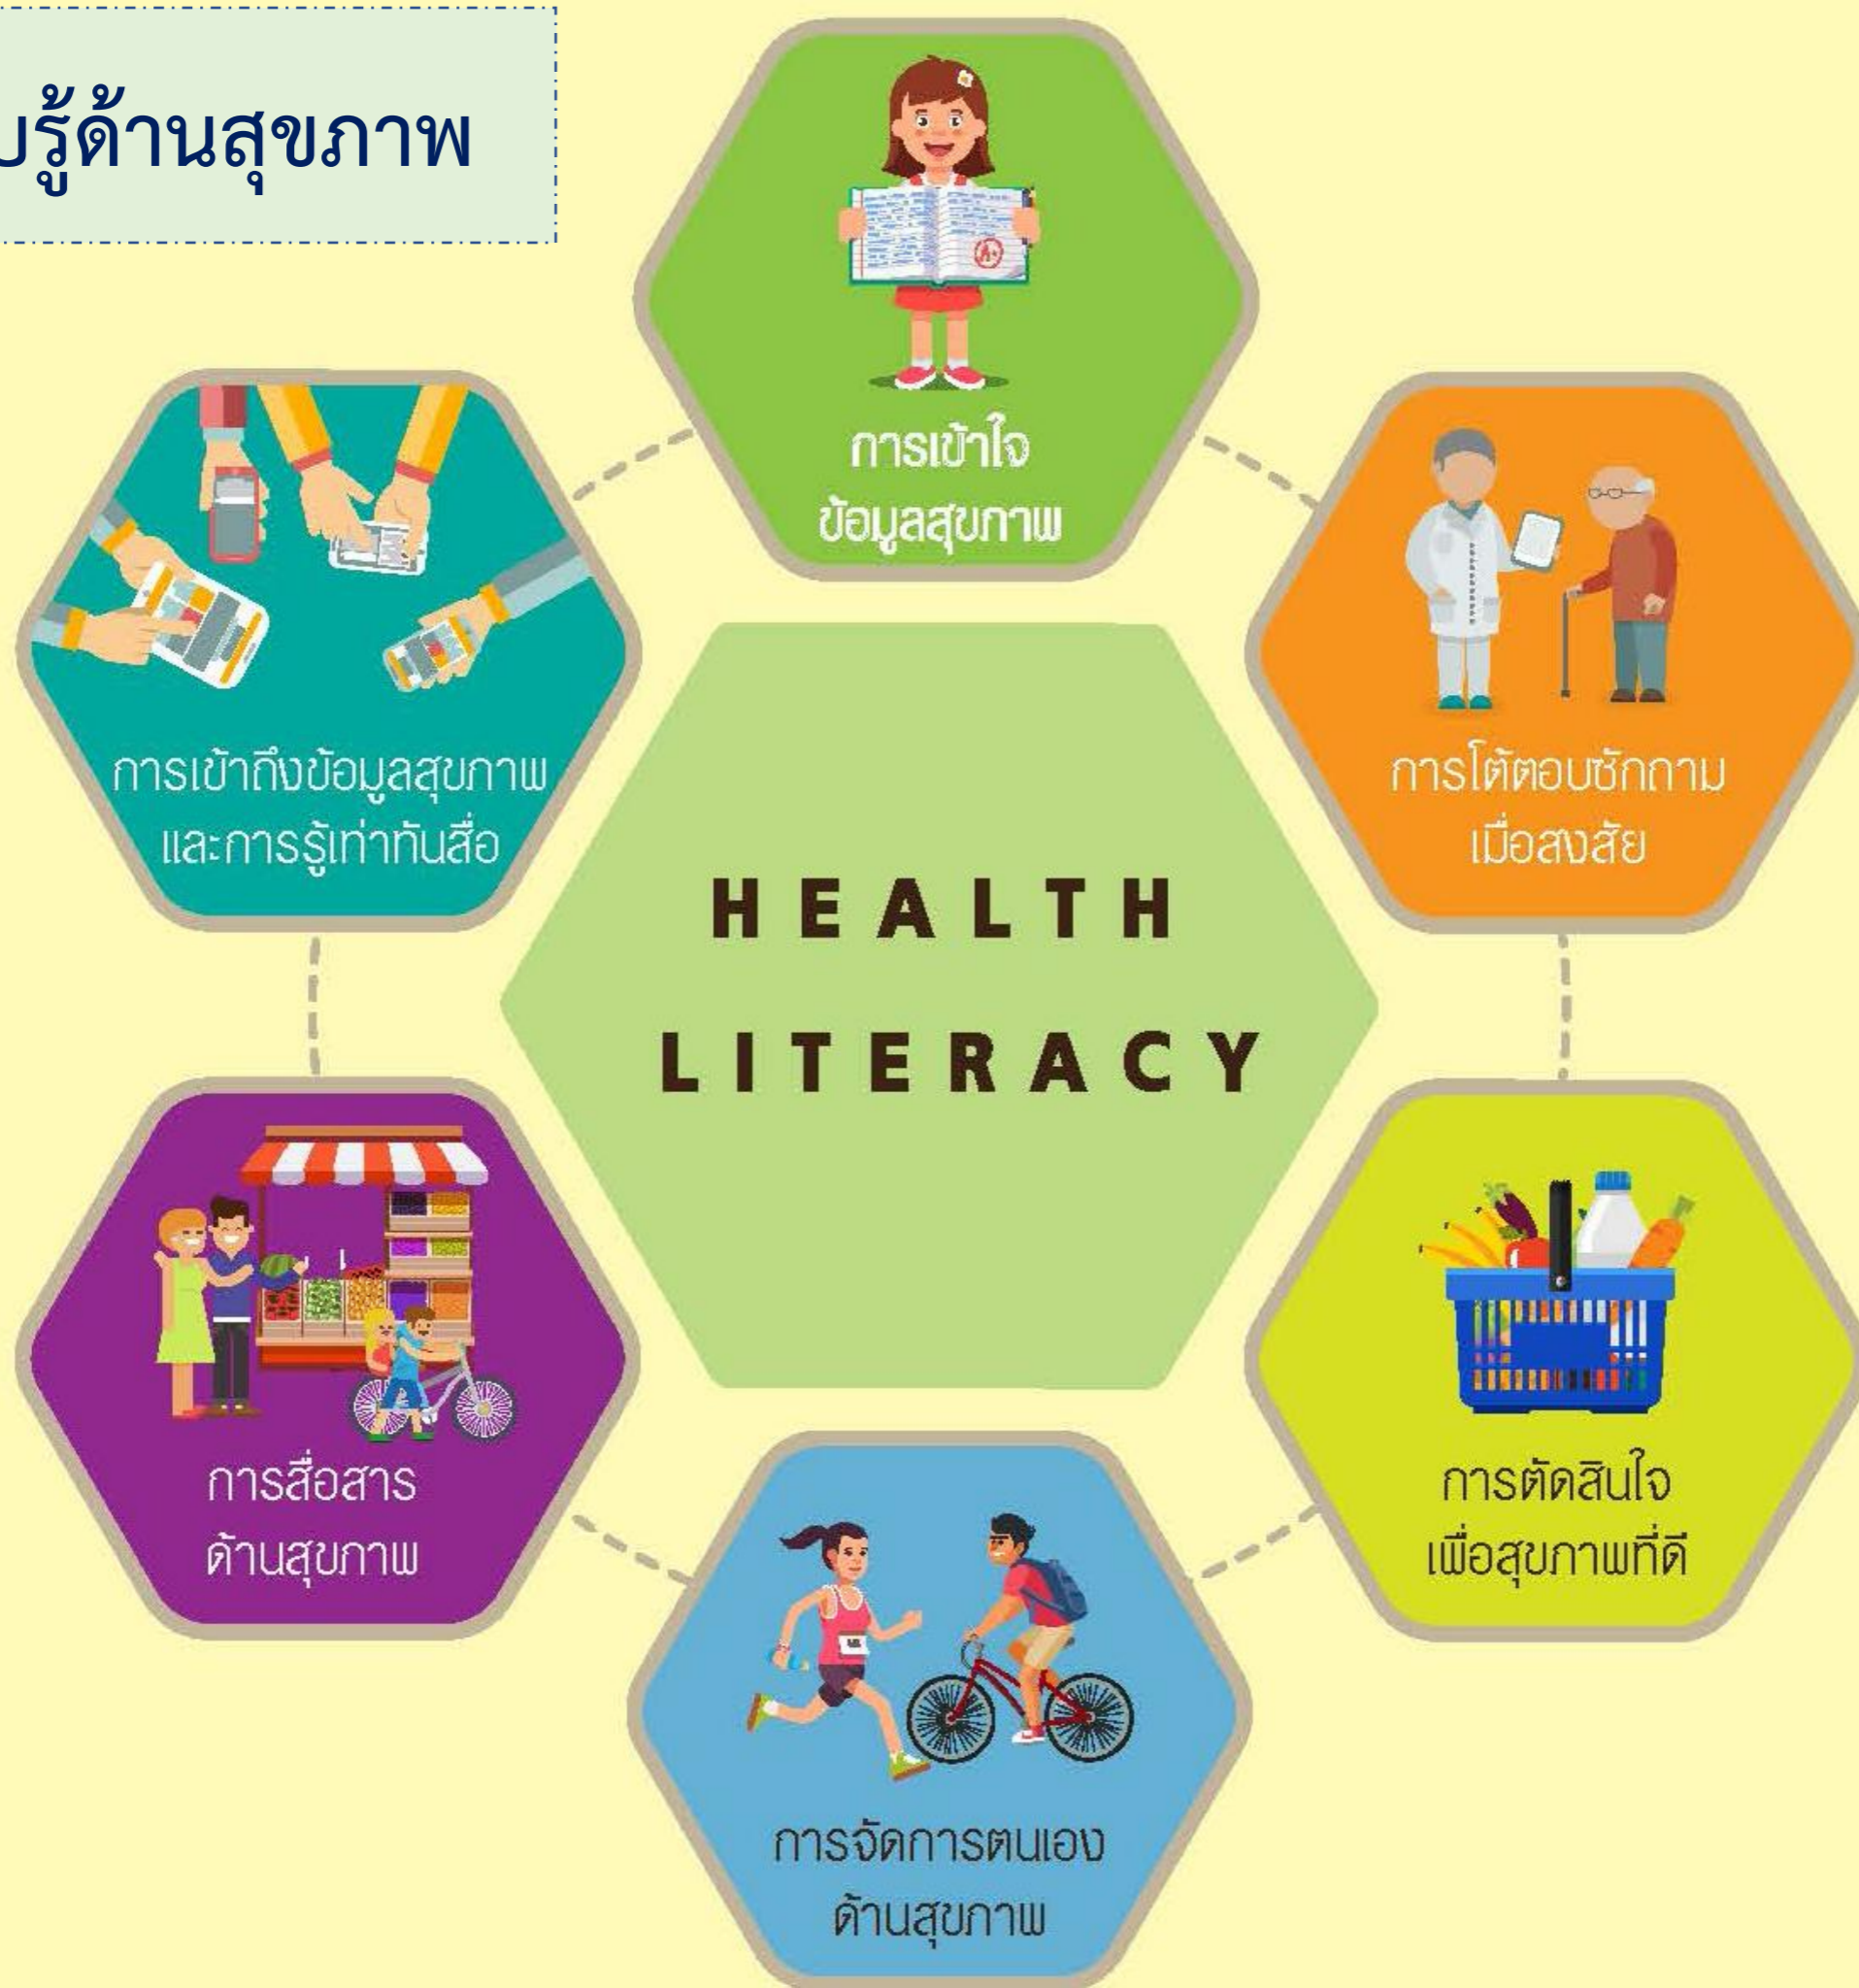 รู้ด้านสุขภาพ
การเข้าใจ
ข้อมูลสุขภาพ
การเข้าถึงข้อมูลสุขภาพ
และการรู้เท่าทันสื่อ
การโต้ตอบซักถาม
เมื่อสงสัย
HEALTH
LITERACY
การสื่อสาร
ด้านสุขภาพ
การตัดสินใจ
เพื่อสุขภาพที่ดี
การจัดการตนเอง
ด้านสุขภาพ